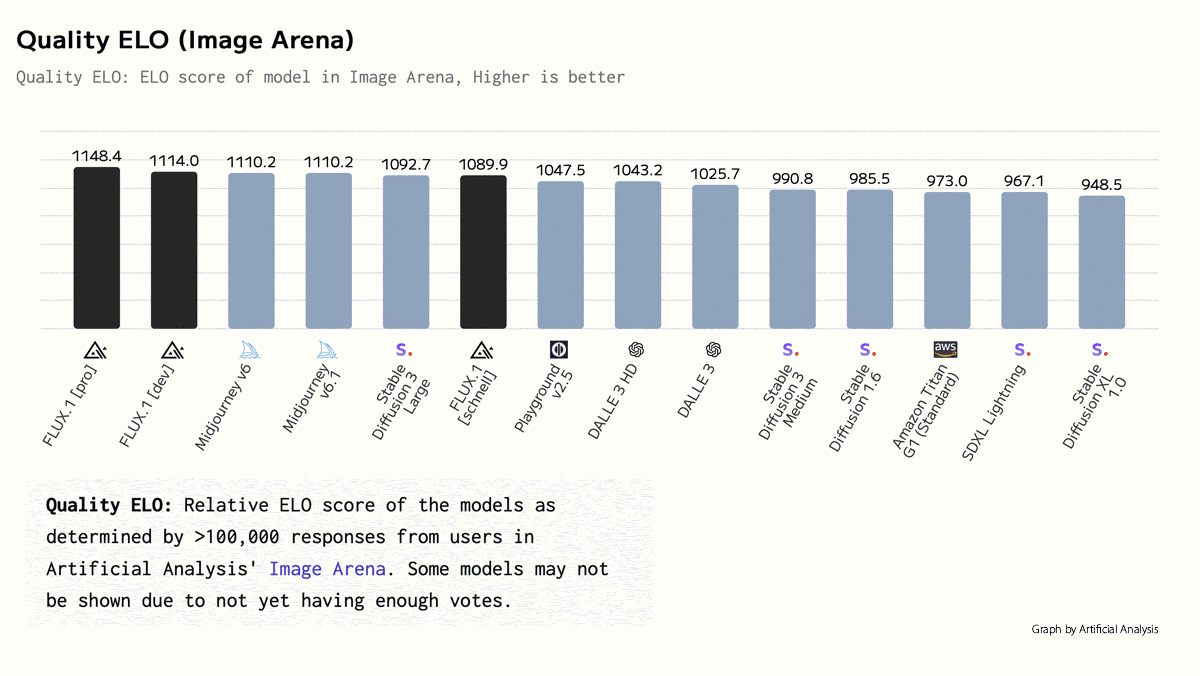 Quality ELO (Image Arena)
Quality ELO: ELO score of model in Image Arena, Higher is better
1148.4
1114.0
1110.2
1110.2
1092.7
1089.9
1047.5
1043.2
1025.7
990.8
985.5
973.0
967.1
948.5
S.
S.
S.
aws
S.
S.
FLUX.1 [pro]
FLUX.1 [dev]
Midjourney v6
Midjourney
v6.1
Stable
Diffusion 3
Large
FLUX.1
[schnell]
Playground
v2.5
DALLE 3 HD
DALLE 3
Stable
Diffusion 3
Medium
Stable
Diffusion 1.6
Amazon Titan
G1 (Standard)
SDXL Lightning
Stable
Diffusion XL
1.0
Quality ELO: Relative ELO score of the models as
determined by >100,000 responses from users in
Artificial Analysis' Image Arena. Some models may not
be shown due to not yet having enough votes.
Graph by Artificial Analysis